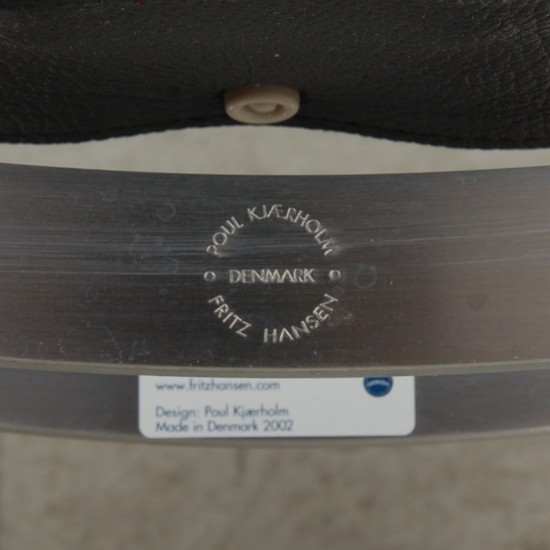 POUL KJÆRHOLM
DENMARK
FRITZ HANSEN
www.fritzhansen.com
Design: Poul Kjærholm
Made in Denmark 2002